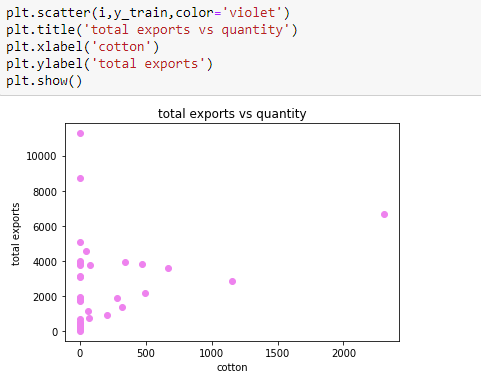 plt.scatter(i,y_train,color='violet')
plt.title('total exports vs quantity')
plt.xlabel('cotton')
plt.ylabel('total exports')
plt.show()
total exports vs quantity
10000
8000
6000
4000
2000
0
total exports
0 500 1000 1500 2000
cotton